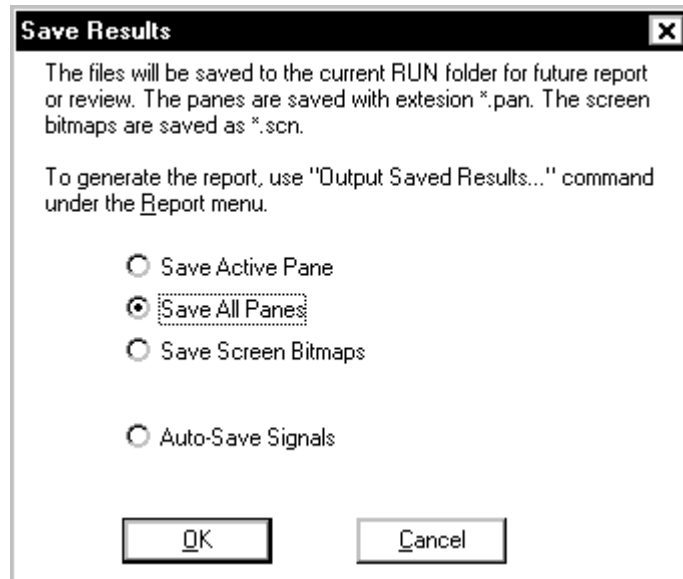 Save Results
The files will be saved to the current RUN folder for future report
or review. The panes are saved with extesion *.pan. The screen
bitmaps are saved as *.scn.
To generate the report, use "Output Saved Results..." command
under the Report menu.
Save Active Pane
Save All Panes
Save Screen Bitmaps
Auto-Save Signals
OK
Cancel